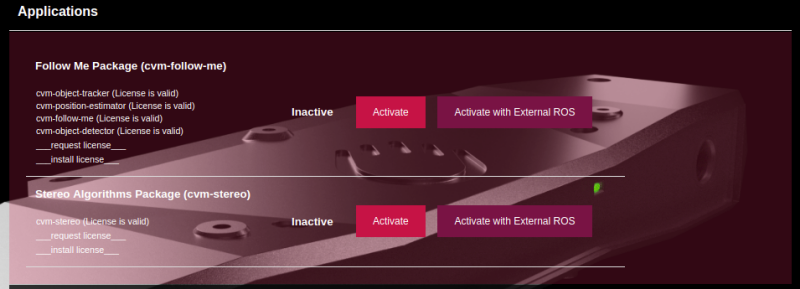 Applications
Follow Me Package (cvm-follow-me)
cvm-object-tracker (License is valid)
cvm-position-estimator (License is valid)
cvm-follow-me (License is valid)
cvm-object-detector (License is valid)
___request license___
___install license___
Inactive
Activate
Activate with External ROS
Stereo Algorithms Package (cvm-stereo)
cvm-stereo (License is valid)
___request license___
___install license___
Inactive
Activate
Activate with External ROS